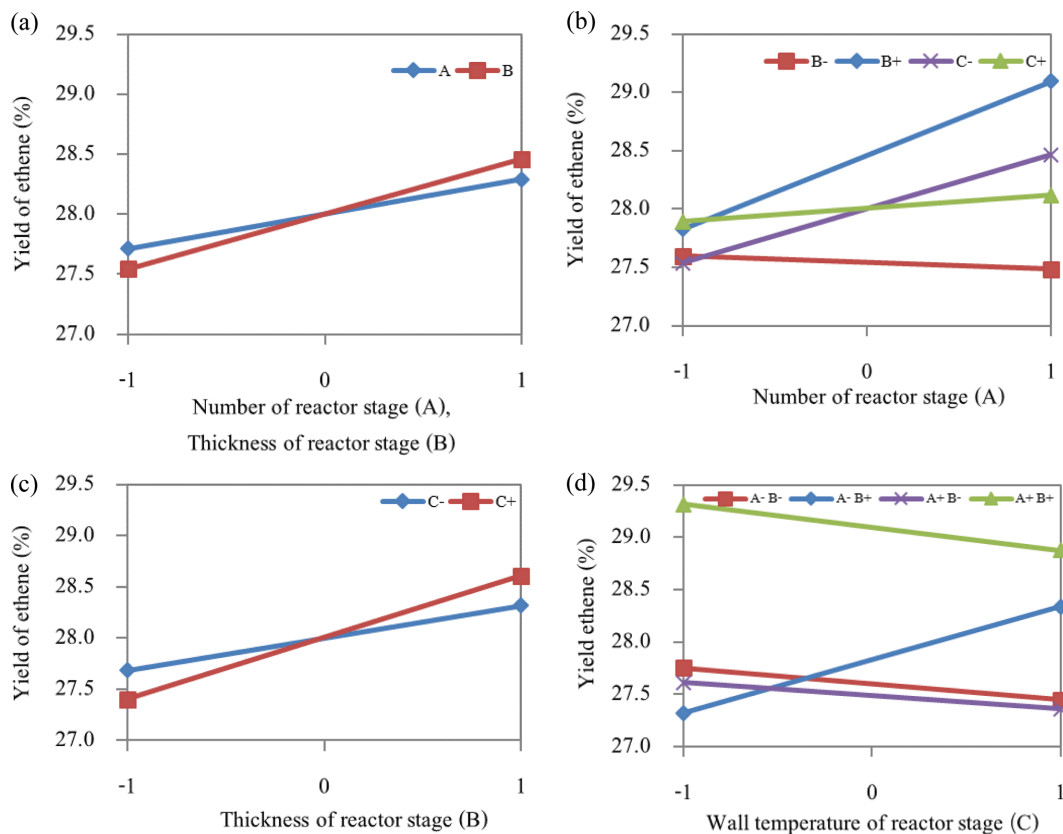 (a)
29.5
29.0
28.5
28.0
27.5
27.0
Yield of ethene (%)
A B
-1 0 1
Number of reactor stage (A),
Thickness of reactor stage (B)
(b)
29.5
29.0
28.5
28.0
27.5
27.0
Yield of ethene (%)
B- B+ C- C+
-1 0 1
Number of reactor stage (A)
(c)
29.5
29.0
28.5
28.0
27.5
27.0
Yield of ethene (%)
C- C+
-1 0 1
Thickness of reactor stage (B)
(d)
29.5
29.0
28.5
28.0
27.5
27.0
Yield ethene (%)
A- B- A- B+ A+ B- A+ B+
-1 0 1
Wall temperature of reactor stage (C)